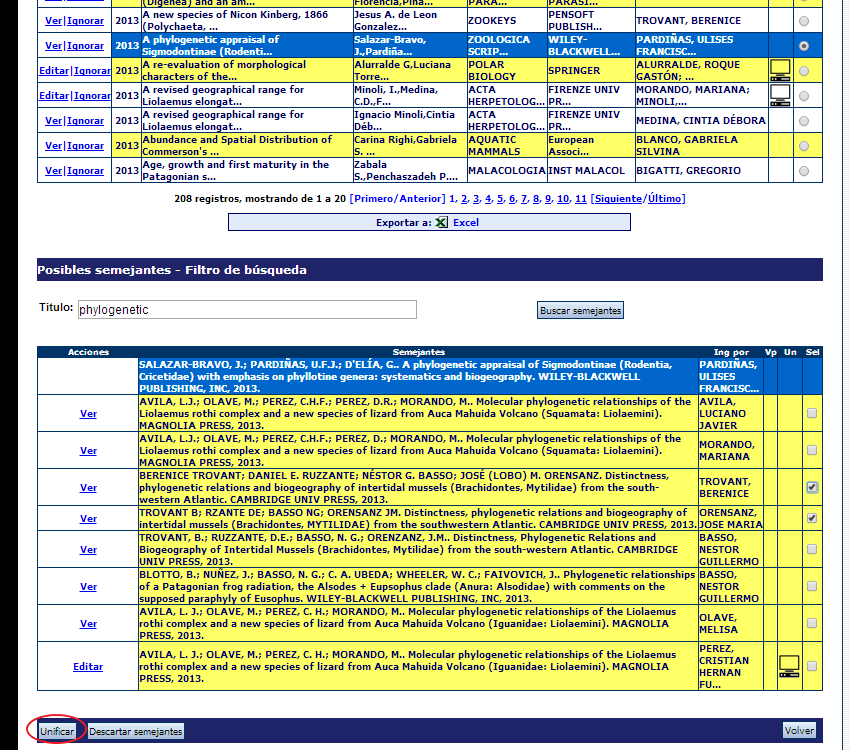 (Digenea) and an am... Florencia,Pina... PARA... PARASI...
Ver|Ignorar 2013 A new species of Nicon Kinberg, 1866 (Polychaeta, ... Jesus A. de Leon Gonzalez... ZOOKEYS PENSOFT PUBLISH... TROVANT, BERENICE
Ver|Ignorar 2013 A phylogenetic appraisal of Sigmodontinae (Rodenti... Salazar-Bravo, J.,Pardiña... ZOOLOGICA SCRIP... WILEY-BLACKWELL... PARDIÑAS, ULISES FRANCISC...
Editar|Ignorar 2013 A re-evaluation of morphological characters of the... Alurralde G,Luciana Torre... POLAR BIOLOGY SPRINGER ALURRALDE, ROQUE GASTÓN; ...
Editar|Ignorar 2013 A revised geographical range for Liolaemus elongat... Minoli, I.,Medina, C.D.,F... ACTA HERPETOLOG... FIRENZE UNIV PR... MORANDO, MARIANA; MINOLI,...
Ver|Ignorar 2013 A revised geographical range for Liolaemus elongat... Ignacio Minoli,Cintia Déb... ACTA HERPETOLOG... FIRENZE UNIV PR... MEDINA, CINTIA DÉBORA
Ver|Ignorar 2013 Abundance and Spatial Distribution of Commerson's ... Carina Righi,Gabriela S. ... AQUATIC MAMMALS European Associ... BLANCO, GABRIELA SILVINA
Ver|Ignorar 2013 Age, growth and first maturity in the Patagonian s... Zabala S.,Penchaszadeh P.... MALACOLOGIA INST MALACOL BIGATTI, GREGORIO
208 registros, mostrando de 1 a 20 [Primero/Anterior] 1, 2, 3, 4, 5, 6, 7, 8, 9, 10, 11 [Siguiente/Último]
Exportar a: Excel
Posibles semejantes - Filtro de búsqueda
Titulo: phylogenetic Buscar semejantes
Acciones Semejantes Ing por Vp Un Sel
SALAZAR-BRAVO, J.; PARDIÑAS, U.F.J.; D'ELÍA, G.. A phylogenetic appraisal of Sigmodontinae (Rodentia, Cricetidae) with emphasis on phyllotine genera: systematics and biogeography. WILEY-BLACKWELL PUBLISHING, INC, 2013. PARDIÑAS, ULISES FRANCISC...
Ver AVILA, L.J.; OLAVE, M.; PEREZ, C.H.F.; PEREZ, D.R.; MORANDO, M.. Molecular phylogenetic relationships of the Liolaemus rothi complex and a new species of lizard from Auca Mahuida Volcano (Squamata: Liolaemini). MAGNOLIA PRESS, 2013. AVILA, LUCIANO JAVIER
Ver AVILA, L.J.; OLAVE, M.; PEREZ, C.H.F.; PEREZ, D.; MORANDO, M.. Molecular phylogenetic relationships of the Liolaemus rothi complex and a new species of lizard from Auca Mahuida Volcano (Squamata: Liolaemini). MAGNOLIA PRESS, 2013. MORANDO, MARIANA
Ver BERENICE TROVANT; DANIEL E. RUZZANTE; NÉSTOR G. BASSO; JOSÉ (LOBO) M. ORENSANZ. Distinctness, phylogenetic relations and biogeography of intertidal mussels (Brachidontes, Mytilidae) from the south-western Atlantic. CAMBRIDGE UNIV PRESS, 2013. TROVANT, BERENICE
Ver TROVANT B; RZANTE DE; BASSO NG; ORENSANZ JM. Distinctness, phylogenetic relations and biogeography of intertidal mussels (Brachidontes, MYTILIDAE) from the southwestern Atlantic. CAMBRIDGE UNIV PRESS, 2013. ORENSANZ, JOSE MARIA
Ver TROVANT, B.; RUZZANTE, D.E.; BASSO, N. G.; ORENZANZ, J.M.. Distinctness, Phylogenetic Relations and Biogeography of Intertidal Mussels (Brachidontes, Mytilidae) from the south-western Atlantic. CAMBRIDGE UNIV PRESS, 2013. BASSO, NESTOR GUILLERMO
Ver BLOTTO, B.; NUÑEZ, J.; BASSO, N. G.; C. A. UBEDA; WHEELER, W. C.; FAIVOVICH, J.. Phylogenetic relationships of a Patagonian frog radiation, the Alsodes + Eupsophus clade (Anura: Alsodidae) with comments on the supposed paraphyly of Eusophus. WILEY-BLACKWELL PUBLISHING, INC, 2013. BASSO, NESTOR GUILLERMO
Ver AVILA, L. J.; OLAVE, M.; PEREZ, C. H.; MORANDO, M.. Molecular phylogenetic relationships of the Liolaemus rothi complex and a new species of lizard from Auca Mahuida Volcano (Iguanidae: Liolaemini). MAGNOLIA PRESS, 2013. OLAVE, MELISA
Editar AVILA, L. J.; OLAVE, M.; PEREZ, C. H.; MORANDO, M.. Molecular phylogenetic relationships of the Liolaemus rothi complex and a new species of lizard from Auca Mahuida Volcano (Iguanidae: Liolaemini). MAGNOLIA PRESS, 2013. PEREZ, CRISTIAN HERNAN FU...
Unificar Descartar semejantes Volver